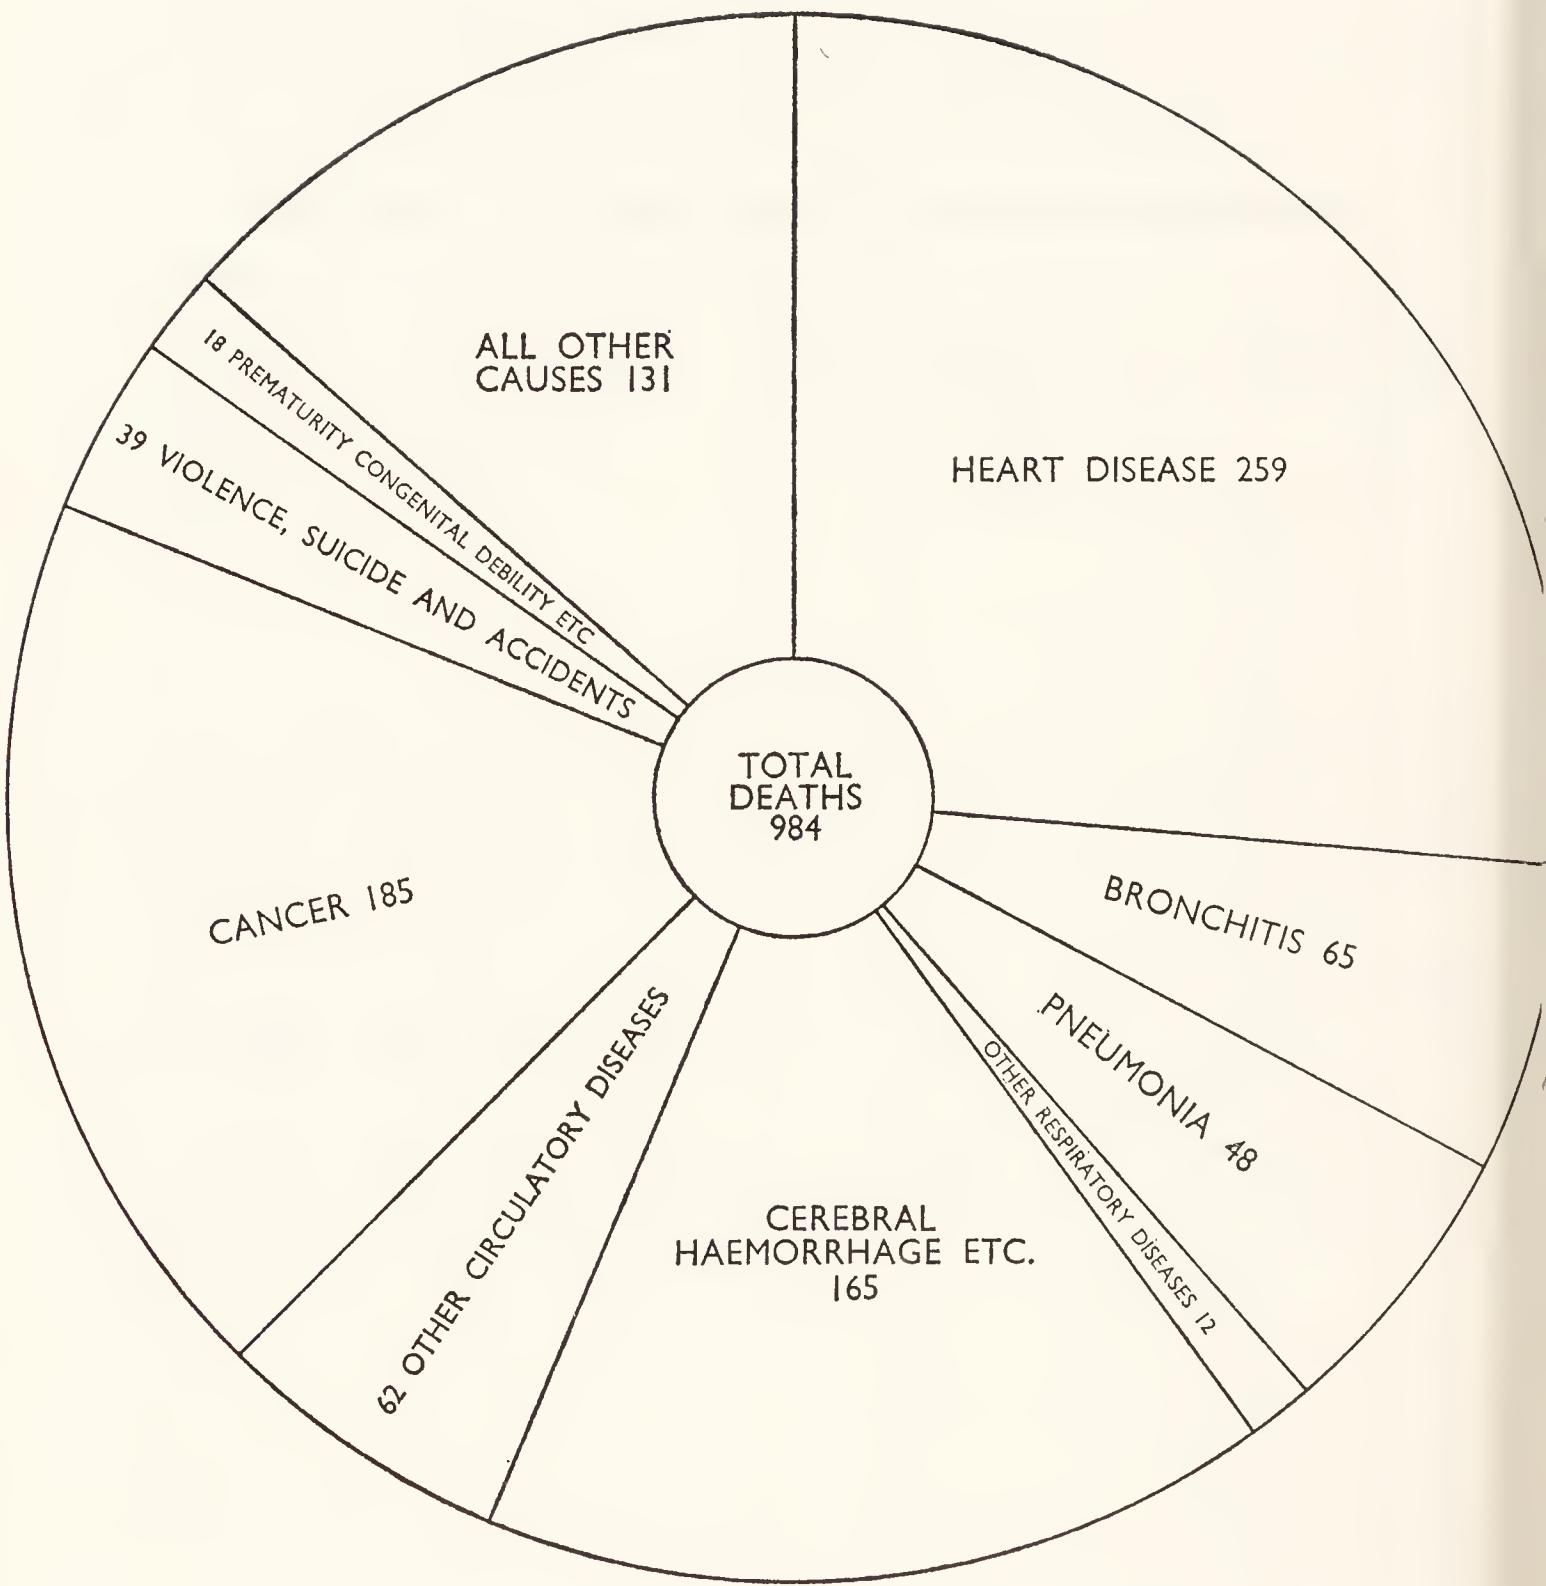 ALL OTHER
CAUSES 131
HEART DISEASE 259
18 PREMATURITY CONGENITAL DEBILITY ETC
39 VIOLENCE, SUICIDE AND ACCIDENTS
TOTAL
DEATHS
984
CANCER 185
BRONCHITIS 65
PNEUMONIA 48
OTHER RESPIRATORY DISEASES 12
62 OTHER CIRCULATORY DISEASES
CEREBRAL
HAEMORRHAGE ETC.
165